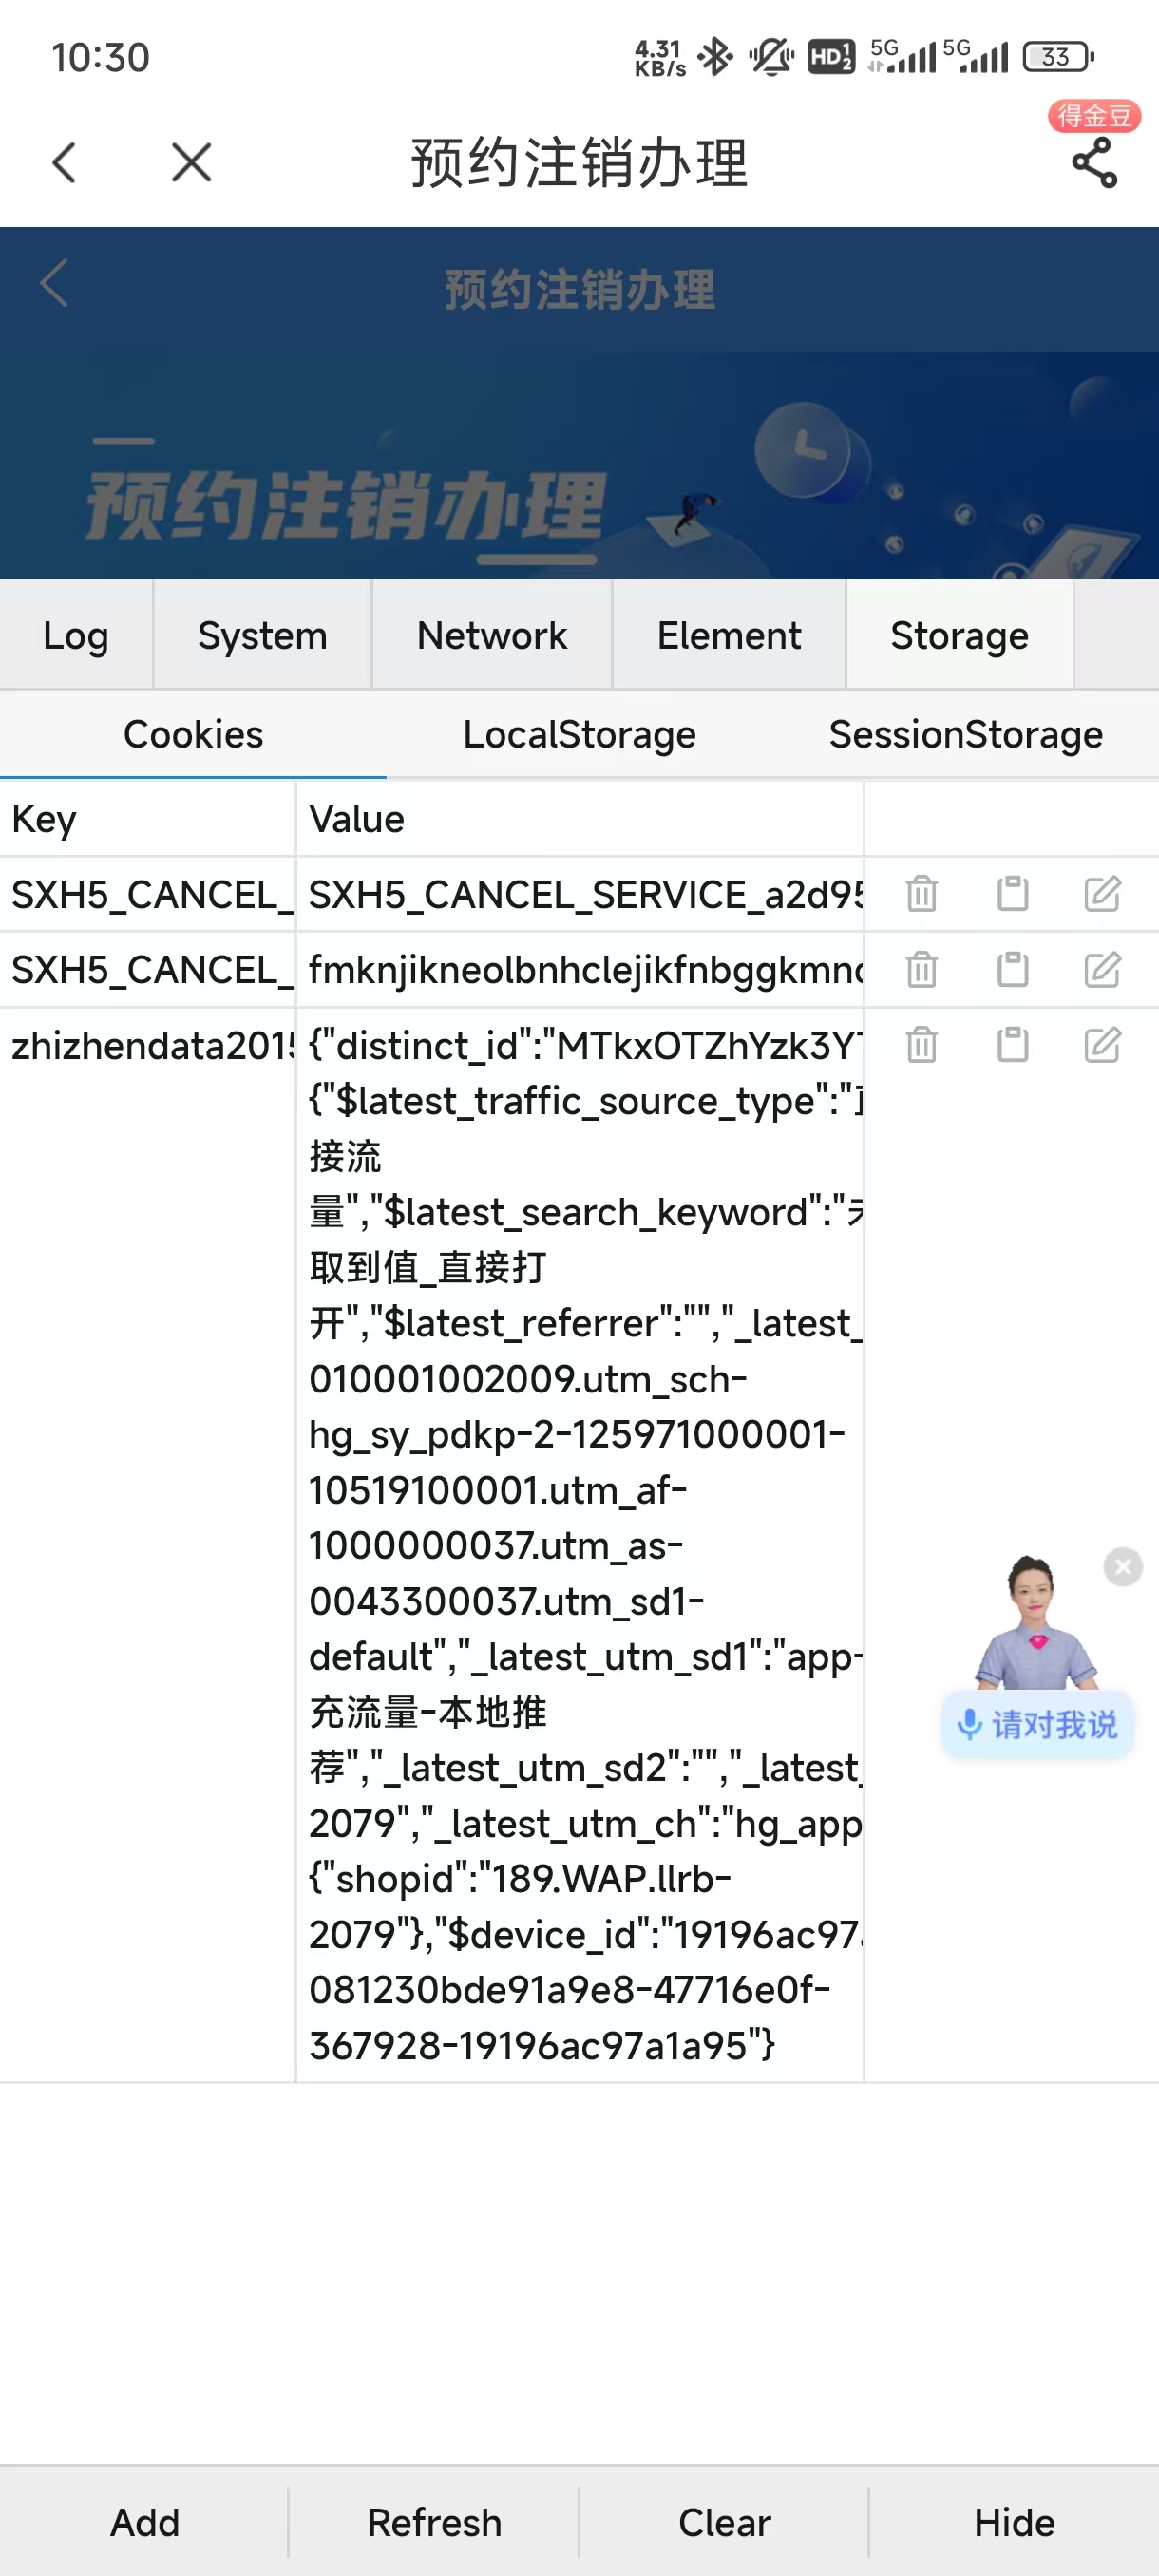 10:30
4.31 KB/s
HD 1 2
5G
5G
33
得金豆
预约注销办理
预约注销办理
预约注销办理
Log
System
Network
Element
Storage
Cookies
LocalStorage
SessionStorage
Key
Value
SXH5_CANCEL_
SXH5_CANCEL_SERVICE_a2d95
SXH5_CANCEL_
fmknjikneolbnhclejikfnbggkmn
zhizhendata2015
{"distinct_id":"MTkxOTZhYzk3Y
{"$latest_traffic_source_type":"
接流
量","$latest_search_keyword":"
取到值_直接打
开","$latest_referrer":"","_latest_
010001002009.utm_sch-
hg_sy_pdkp-2-125971000001-
10519100001.utm_af-
1000000037.utm_as-
0043300037.utm_sd1-
default","_latest_utm_sd1":"app-
充流量-本地推
荐","_latest_utm_sd2":"","_latest_
2079","_latest_utm_ch":"hg_app
{"shopid":"189.WAP.llrb-
2079"},"$device_id":"19196ac97
081230bde91a9e8-47716e0f-
367928-19196ac97a1a95"}
请对我说
Add
Refresh
Clear
Hide